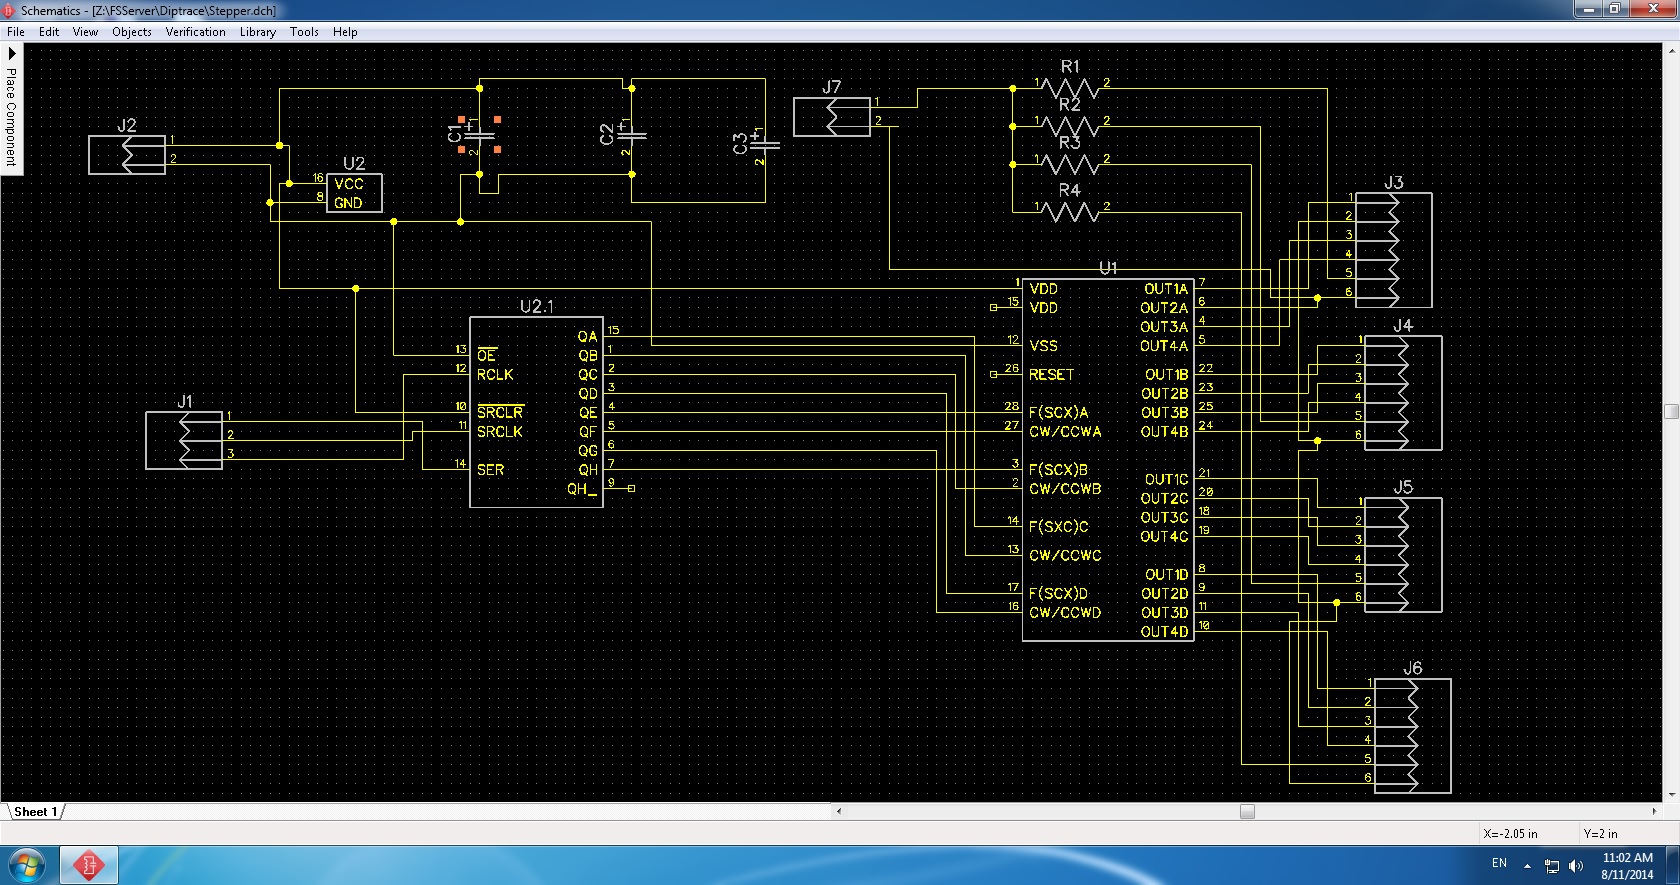 Schematics - [Z:\FSServer\Diptrace\Stepper.dch]
File Edit View Objects Verification Library Tools Help
Place Component
J2
1
2
U2
16 VCC
8 GND
C1
+ 1
2
C2
+ 1
2
C3
+ 1
2
J7
1
2
R1
1 2
R2
1 2
R3
1 2
R4
1 2
J3
1
2
3
4
5
6
J4
1
2
3
4
5
6
J5
1
2
3
4
5
6
J6
1
2
3
4
5
6
J1
1
2
3
U2.1
13 OE
12 RCLK
10 SRCLR
11 SRCLK
14 SER
QA 15
QB 1
QC 2
QD 3
QE 4
QF 5
QG 6
QH 7
QH_ 9
U1
1 VDD
15 VDD
12 VSS
26 RESET
28 F(SCX)A
27 CW/CCWA
3 F(SCX)B
2 CW/CCWB
14 F(SXC)C
13 CW/CCWC
17 F(SCX)D
16 CW/CCWD
OUT1A 7
OUT2A 6
OUT3A 4
OUT4A 5
OUT1B 22
OUT2B 23
OUT3B 25
OUT4B 24
OUT1C 21
OUT2C 20
OUT3C 18
OUT4C 19
OUT1D 8
OUT2D 9
OUT3D 11
OUT4D 10
Sheet 1
X=-2.05 in Y=2 in
EN
11:02 AM
8/11/2014